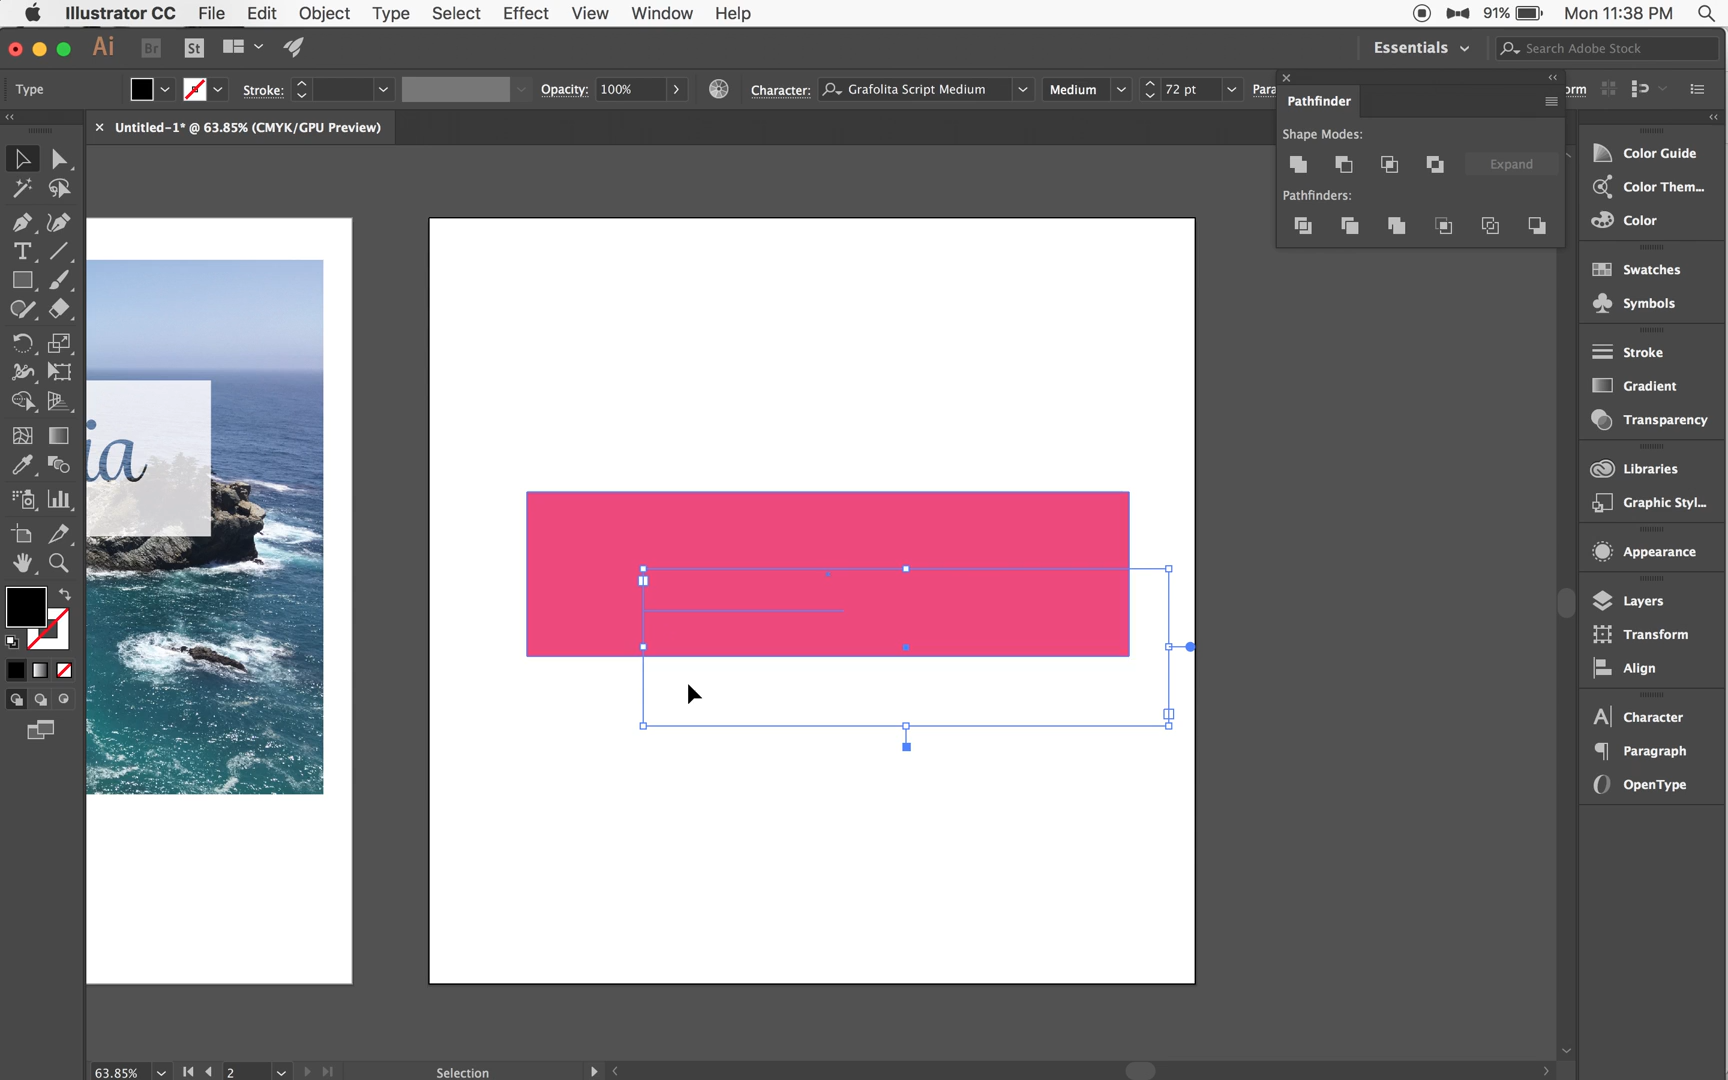 Illustrator CC File Edit Object Type Select Effect View Window Help 91% Mon 11:38 PM
Ai Br St Essentials Search Adobe Stock
Type Stroke: Opacity: 100% Character: Grafolita Script Medium Medium 72 pt Para orm
Pathfinder
× Untitled-1* @ 63.85% (CMYK/GPU Preview)
Shape Modes:
Expand
Pathfinders:
Color Guide
Color Them...
Color
Swatches
Symbols
Stroke
Gradient
Transparency
ia
Libraries
Graphic Styl...
Appearance
Layers
Transform
Align
Character
Paragraph
OpenType
63.85% 2 Selection